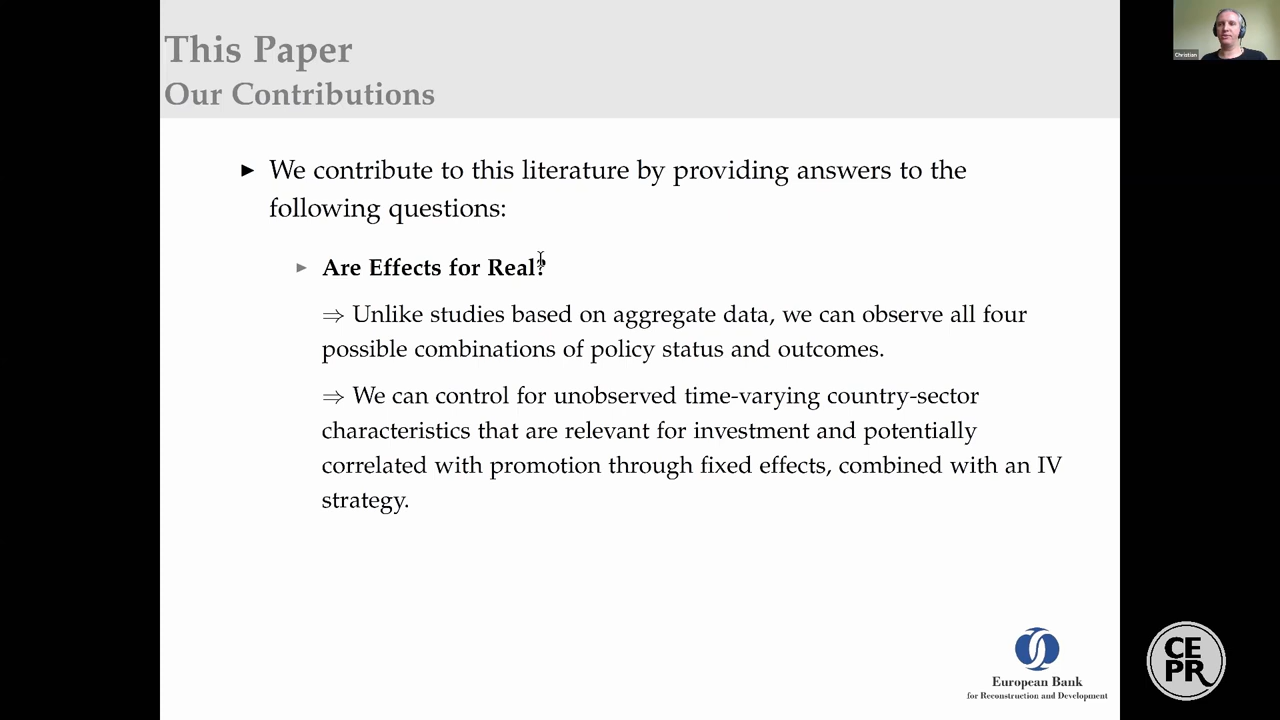 This Paper
Our Contributions
Christian
► We contribute to this literature by providing answers to the
following questions:
► Are Effects for Real?
⇒ Unlike studies based on aggregate data, we can observe all four
possible combinations of policy status and outcomes.
⇒ We can control for unobserved time-varying country-sector
characteristics that are relevant for investment and potentially
correlated with promotion through fixed effects, combined with an IV
strategy.
European Bank
for Reconstruction and Development
CE
PR